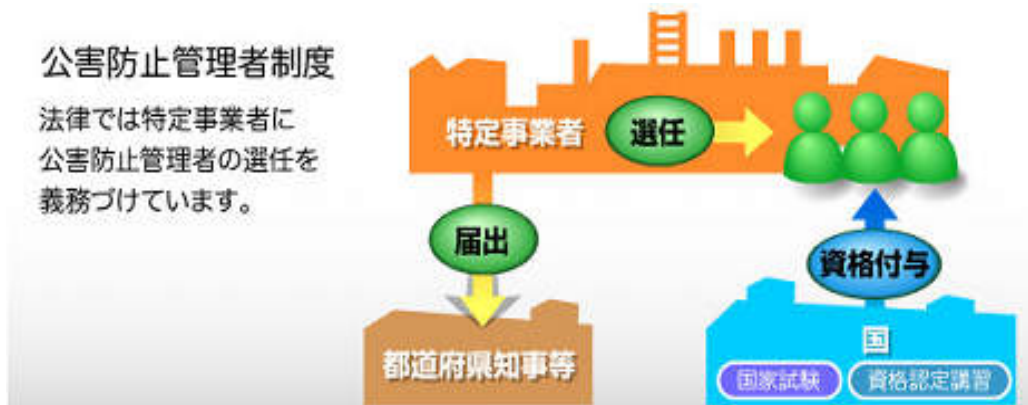 公害防止管理者制度
法律では特定事業者に
公害防止管理者の選任を
義務づけています。
特定事業者
選任
届出
資格付与
都道府県知事等
国
国家試験
資格認定講習